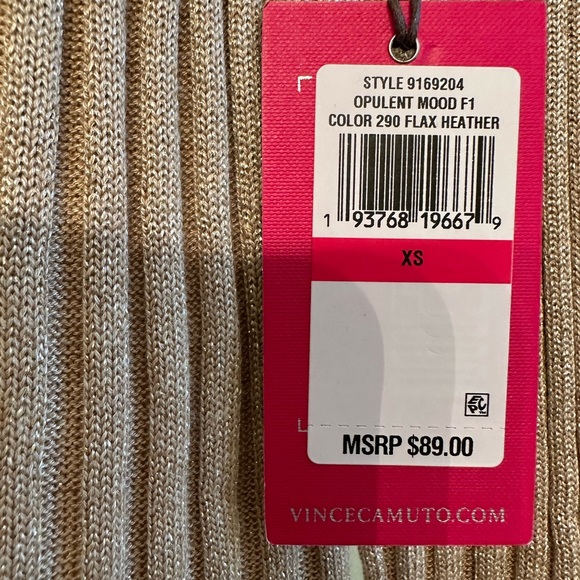 STYLE 9169204
OPULENT MOOD F1
COLOR 290 FLAX HEATHER
1 93768 19667 9
XS
MSRP $89.00
VINCECAMUTO.COM